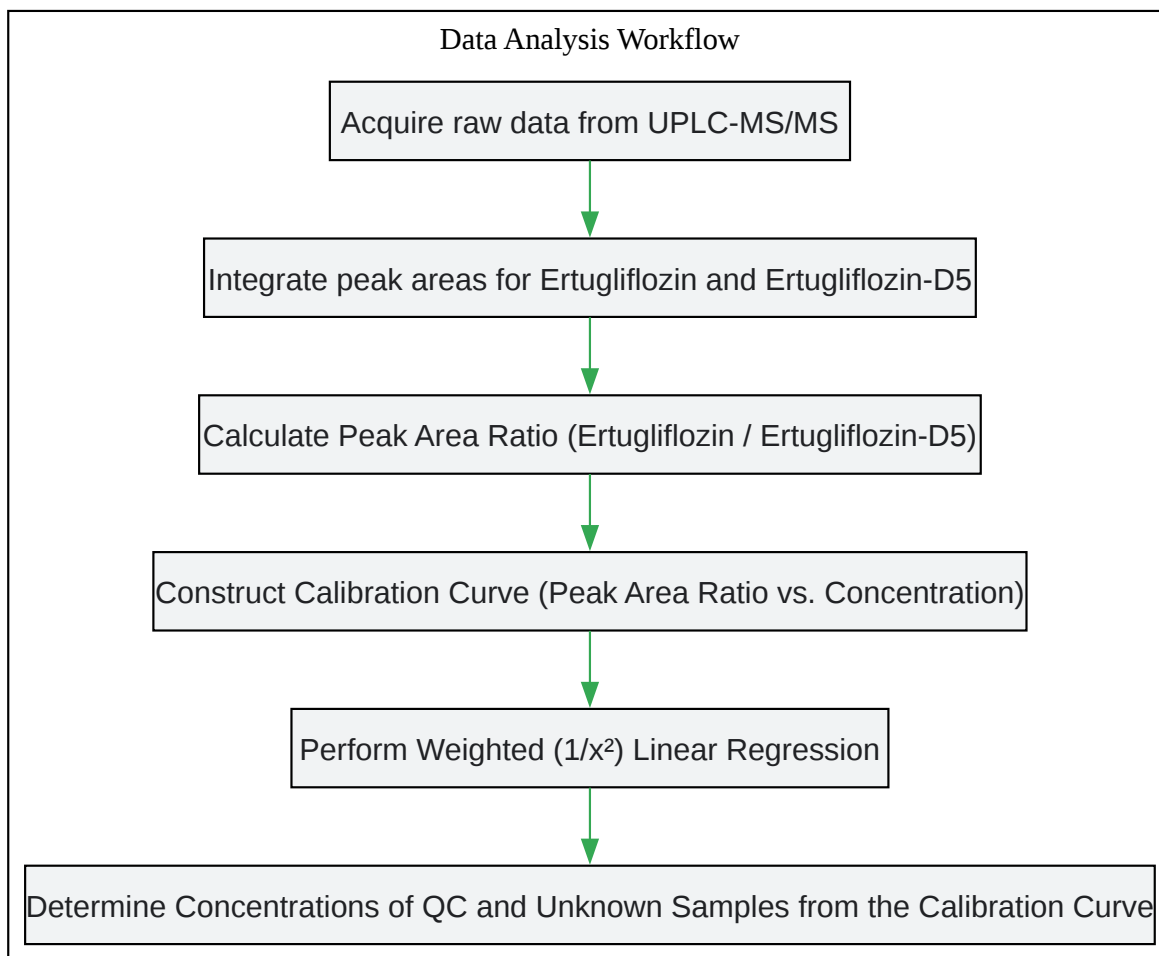 Data Analysis Workflow
Acquire raw data from UPLC-MS/MS
Integrate peak areas for Ertugliflozin and Ertugliflozin-D5
Calculate Peak Area Ratio (Ertugliflozin / Ertugliflozin-D5)
Construct Calibration Curve (Peak Area Ratio vs. Concentration)
Perform Weighted (1/x²) Linear Regression
Determine Concentrations of QC and Unknown Samples from the Calibration Curve